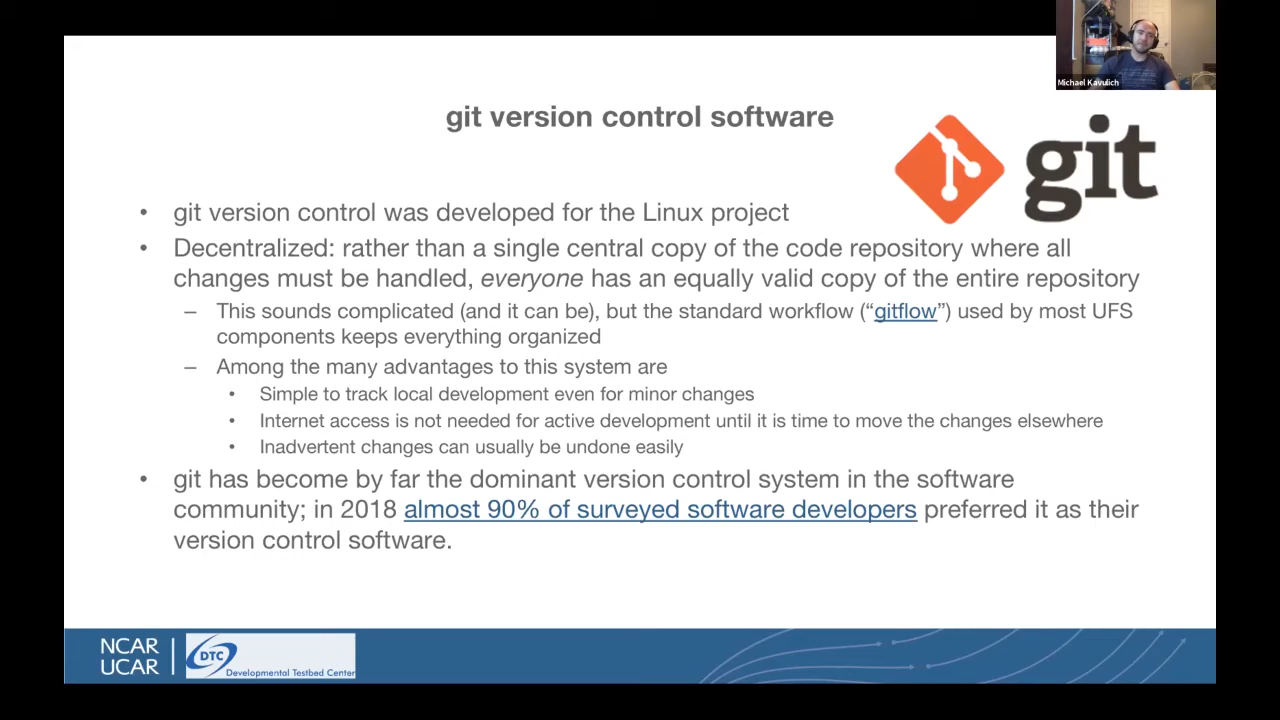 Michael Kavulich
git version control software
git
• git version control was developed for the Linux project
• Decentralized: rather than a single central copy of the code repository where all
changes must be handled, everyone has an equally valid copy of the entire repository
– This sounds complicated (and it can be), but the standard workflow (“gitflow”) used by most UFS
components keeps everything organized
– Among the many advantages to this system are
• Simple to track local development even for minor changes
• Internet access is not needed for active development until it is time to move the changes elsewhere
• Inadvertent changes can usually be undone easily
• git has become by far the dominant version control system in the software
community; in 2018 almost 90% of surveyed software developers preferred it as their
version control software.
NCAR
UCAR
DTC
Developmental Testbed Center